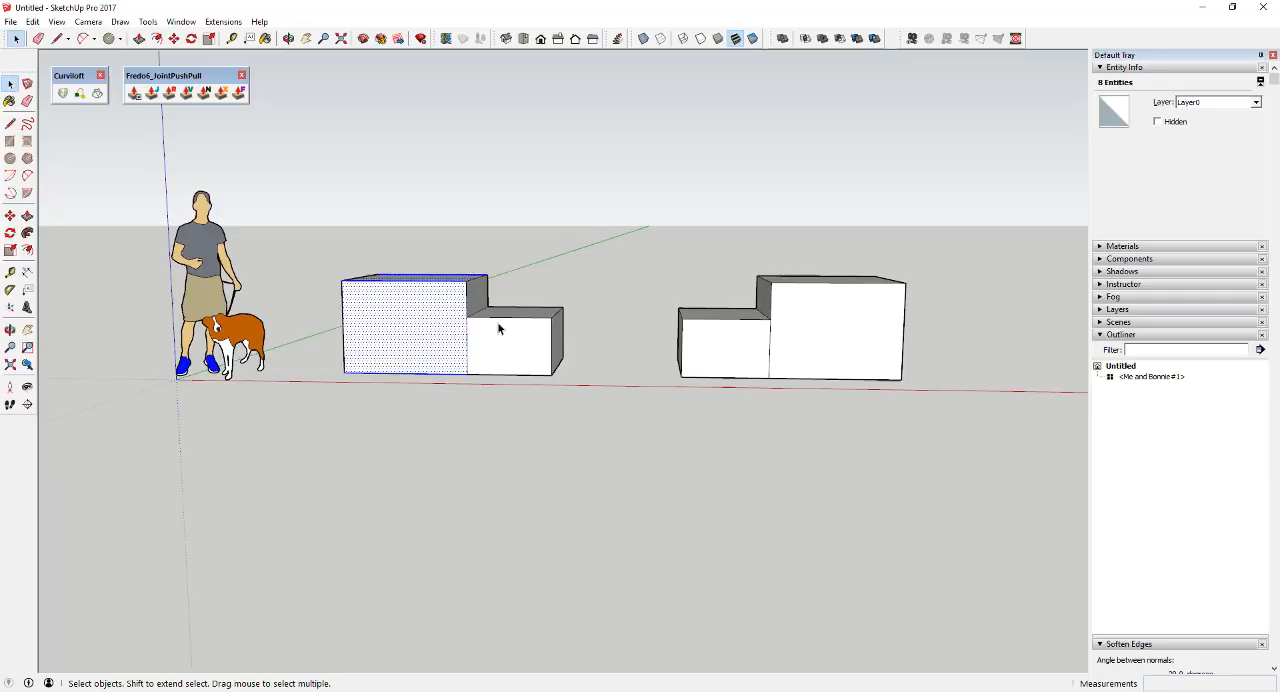 Untitled - SketchUp Pro 2017
File Edit View Camera Draw Tools Window Extensions Help
Curviloft
Fredo6_JointPushPull
Default Tray
Entity Info
8 Entities
Layer: Layer0
Hidden
Materials
Components
Shadows
Instructor
Fog
Layers
Scenes
Outliner
Filter:
Untitled
<Me and Bonnie#1>
Soften Edges
Angle between normals:
Select objects. Shift to extend select. Drag mouse to select multiple.
Measurements